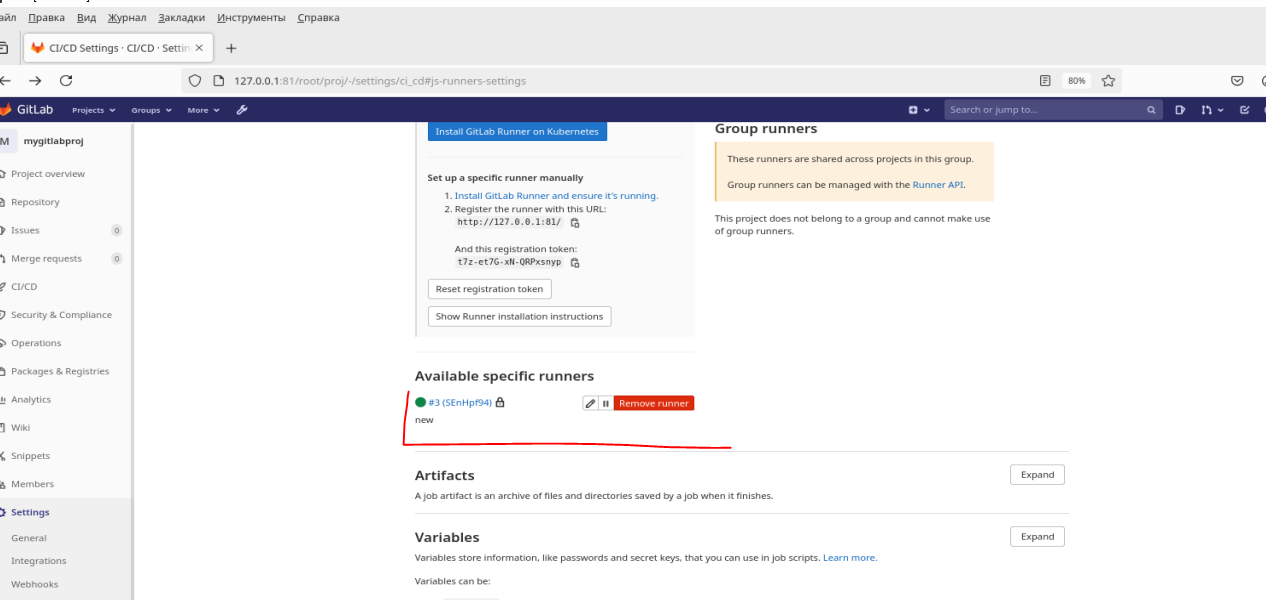 айл Правка Вид Журнал Закладки Инструменты Справка
CI/CD Settings · CI/CD · Settin
127.0.0.1:81/root/proj/-/settings/ci_cd#js-runners-settings 80%
GitLab Projects Groups More Search or jump to...
M mygitlabproj
Project overview
Repository
Issues 0
Merge requests 0
CI/CD
Security & Compliance
Operations
Packages & Registries
Analytics
Wiki
Snippets
Members
Settings
General
Integrations
Webhooks
Install GitLab Runner on Kubernetes
Set up a specific runner manually
1. Install GitLab Runner and ensure it's running.
2. Register the runner with this URL:
http://127.0.0.1:81/
And this registration token:
t7z-et7G-xN-QRPxsnyp
Reset registration token
Show Runner installation instructions
Group runners
These runners are shared across projects in this group.
Group runners can be managed with the Runner API.
This project does not belong to a group and cannot make use
of group runners.
Available specific runners
#3 (SEnHpf94) Remove runner
new
Artifacts Expand
A job artifact is an archive of files and directories saved by a job when it finishes.
Variables Expand
Variables store information, like passwords and secret keys, that you can use in job scripts. Learn more.
Variables can be: